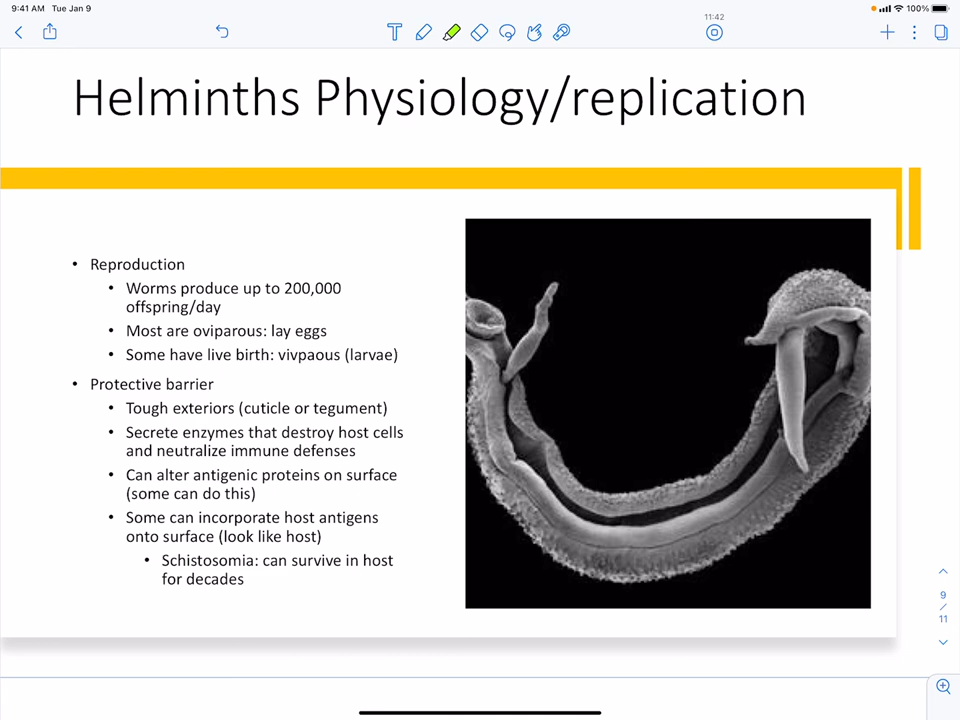 9:41 AM Tue Jan 9
100%
11:42
Helminths Physiology/replication
• Reproduction
• Worms produce up to 200,000
offspring/day
• Most are oviparous: lay eggs
• Some have live birth: vivpaous (larvae)
• Protective barrier
• Tough exteriors (cuticle or tegument)
• Secrete enzymes that destroy host cells
and neutralize immune defenses
• Can alter antigenic proteins on surface
(some can do this)
• Some can incorporate host antigens
onto surface (look like host)
• Schistosomia: can survive in host
for decades
9
/
11